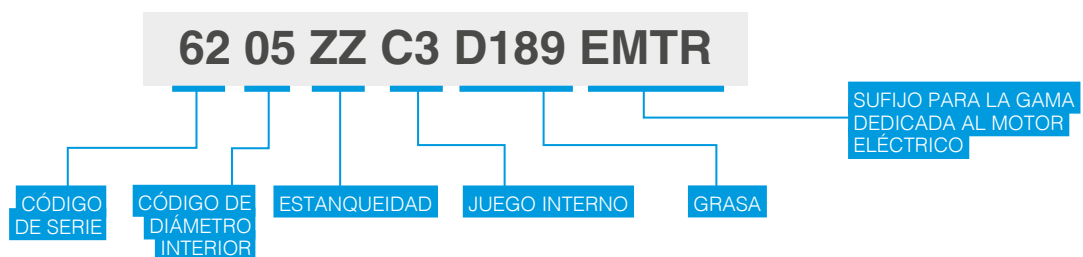 62 05 ZZ C3 D189 EMTR
SUFIJO PARA LA GAMA
DEDICADA AL MOTOR
ELÉCTRICO
CÓDIGO
DE SERIE
CÓDIGO DE
DIÁMETRO
INTERIOR
ESTANQUEIDAD
JUEGO INTERNO
GRASA